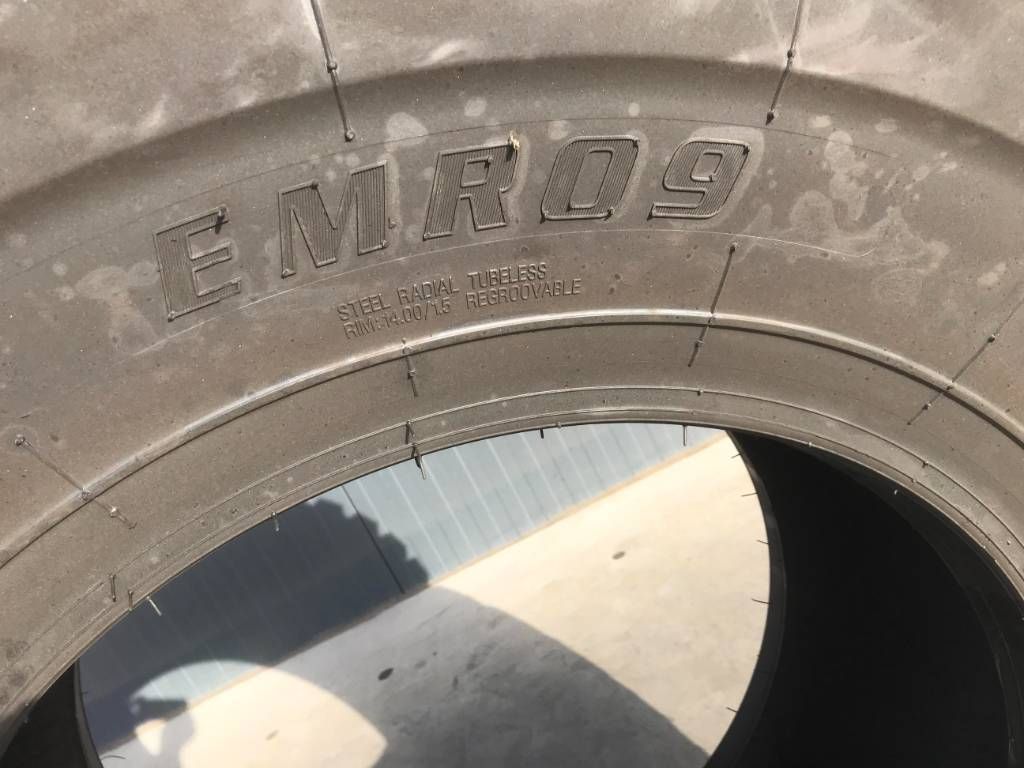 EMR09
STEEL RADIAL TUBELESS
RIM:14.00/1.5 REGROOVABLE